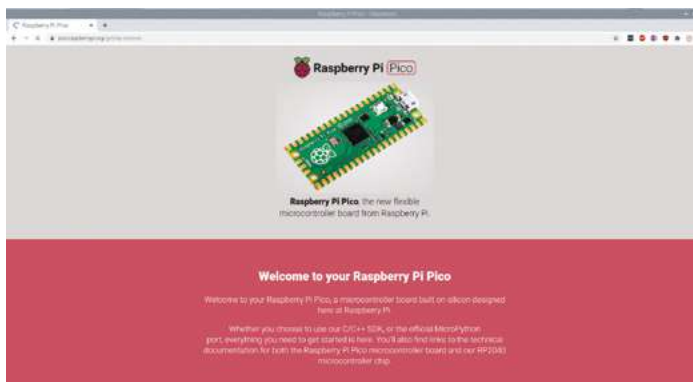 Raspberry Pi Pico
Raspberry Pi Pico
Raspberry Pi Pico, the new flexible
microcontroller board from Raspberry Pi.
Welcome to your Raspberry Pi Pico
Welcome to your Raspberry Pi Pico, a microcontroller board built on silicon designed
here at Raspberry Pi.
Whether you choose to use our C/C++ SDK, or the official MicroPython
port, everything you need to get started is here. You'll also find links to the technical
documentation for both the Raspberry Pi Pico microcontroller board and our RP2040
microcontroller chip.